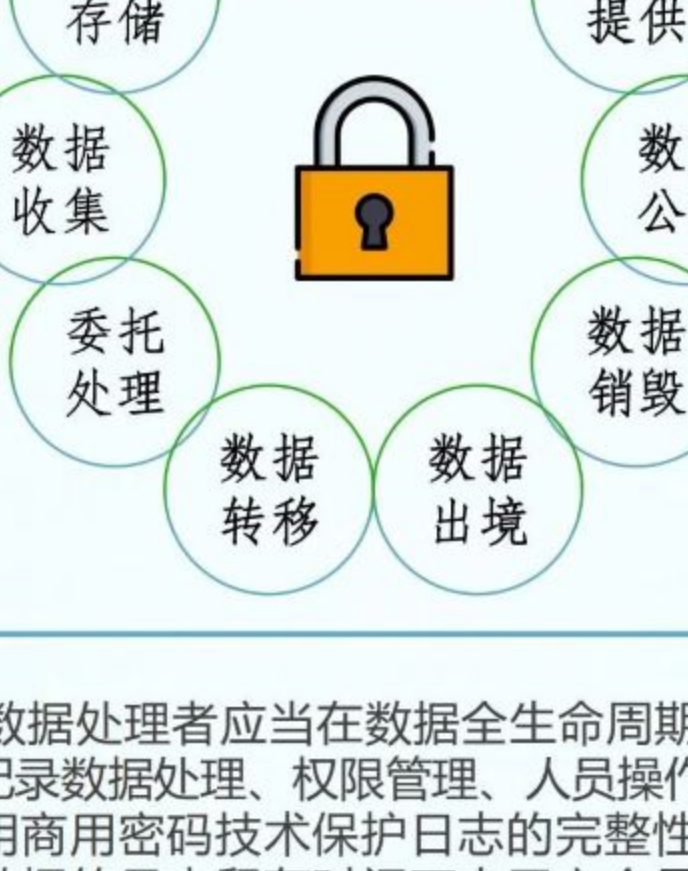 存储
提供
数据
收集
数
公
委托
处理
数据
销毁
数据
转移
数据
出境
数据处理者应当在数据全生命周期
记录数据处理、权限管理、人员操作
用商用密码技术保护日志的完整性